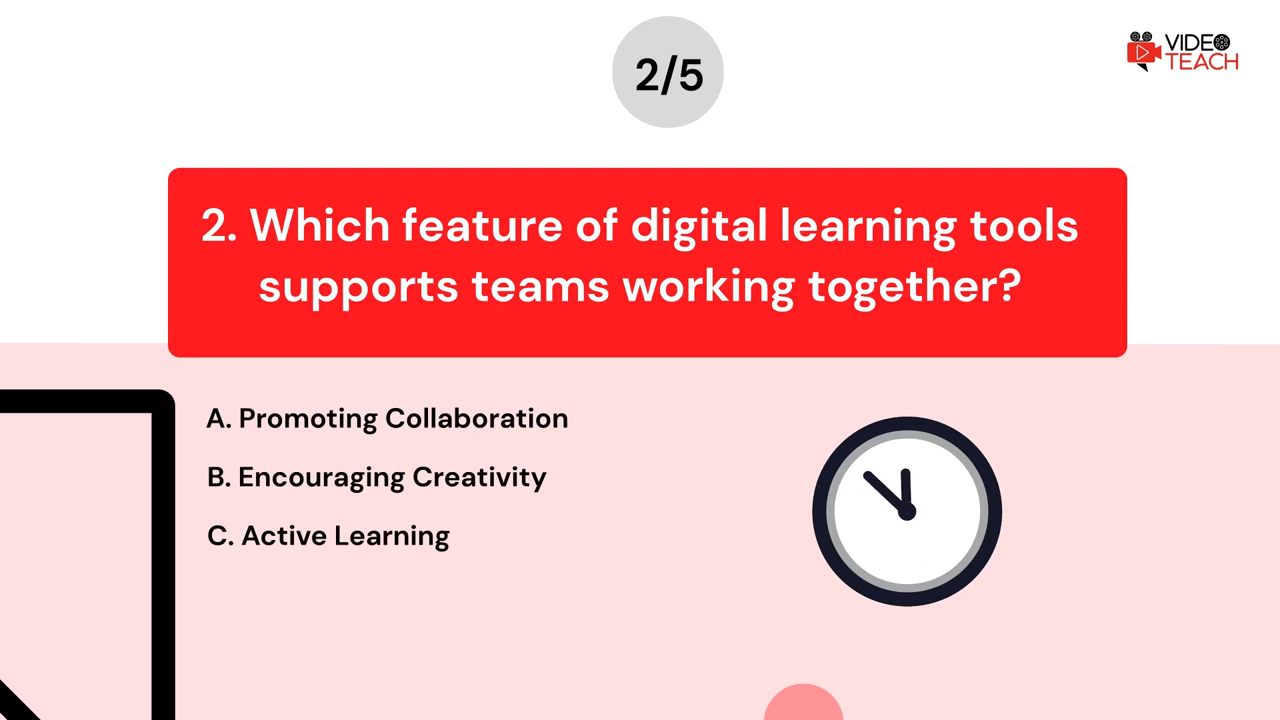 2/5
VIDEO
TEACH
2. Which feature of digital learning tools
supports teams working together?
A. Promoting Collaboration
B. Encouraging Creativity
C. Active Learning